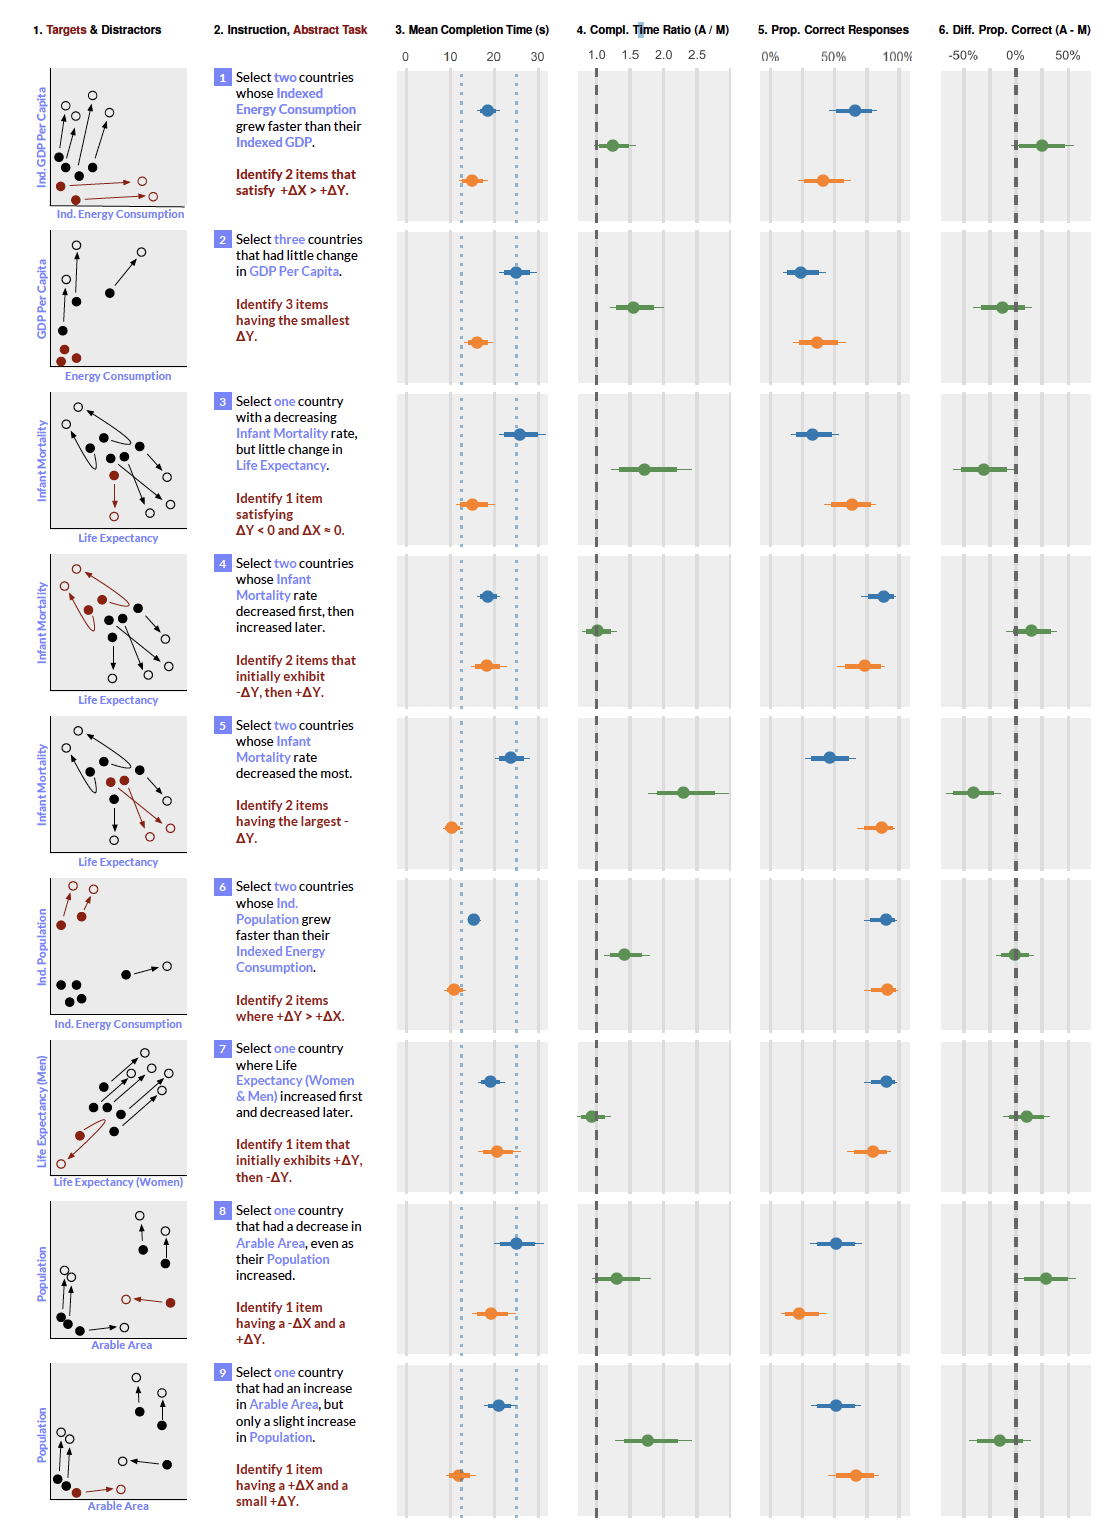 1. Targets & Distractors
2. Instruction, Abstract Task
3. Mean Completion Time (s)
4. Compl. Time Ratio (A / M)
5. Prop. Correct Responses
6. Diff. Prop. Correct (A - M)
0 10 20 30
1.0 1.5 2.0 2.5
0% 50% 100%
-50% 0% 50%
Ind. GDP Per Capita
Ind. Energy Consumption
1 Select two countries
whose Indexed
Energy Consumption
grew faster than their
Indexed GDP.
Identify 2 items that
satisfy +ΔX > +ΔY.
GDP Per Capita
Energy Consumption
2 Select three countries
that had little change
in GDP Per Capita.
Identify 3 items
having the smallest
ΔY.
Infant Mortality
Life Expectancy
3 Select one country
with a decreasing
Infant Mortality rate,
but little change in
Life Expectancy.
Identify 1 item
satisfying
ΔY < 0 and ΔX ≈ 0.
Infant Mortality
Life Expectancy
4 Select two countries
whose Infant
Mortality rate
decreased first, then
increased later.
Identify 2 items that
initially exhibit
-ΔY, then +ΔY.
Infant Mortality
Life Expectancy
5 Select two countries
whose Infant
Mortality rate
decreased the most.
Identify 2 items
having the largest -
ΔY.
Ind. Population
Ind. Energy Consumption
6 Select two countries
whose Ind.
Population grew
faster than their
Indexed Energy
Consumption.
Identify 2 items
where +ΔY > +ΔX.
Life Expectancy (Men)
Life Expectancy (Women)
7 Select one country
where Life
Expectancy (Women
& Men) increased first
and decreased later.
Identify 1 item that
initially exhibits +ΔY,
then -ΔY.
Population
Arable Area
8 Select one country
that had a decrease in
Arable Area, even as
their Population
increased.
Identify 1 item
having a -ΔX and a
+ΔY.
Population
Arable Area
9 Select one country
that had an increase
in Arable Area, but
only a slight increase
in Population.
Identify 1 item
having a +ΔX and a
small +ΔY.